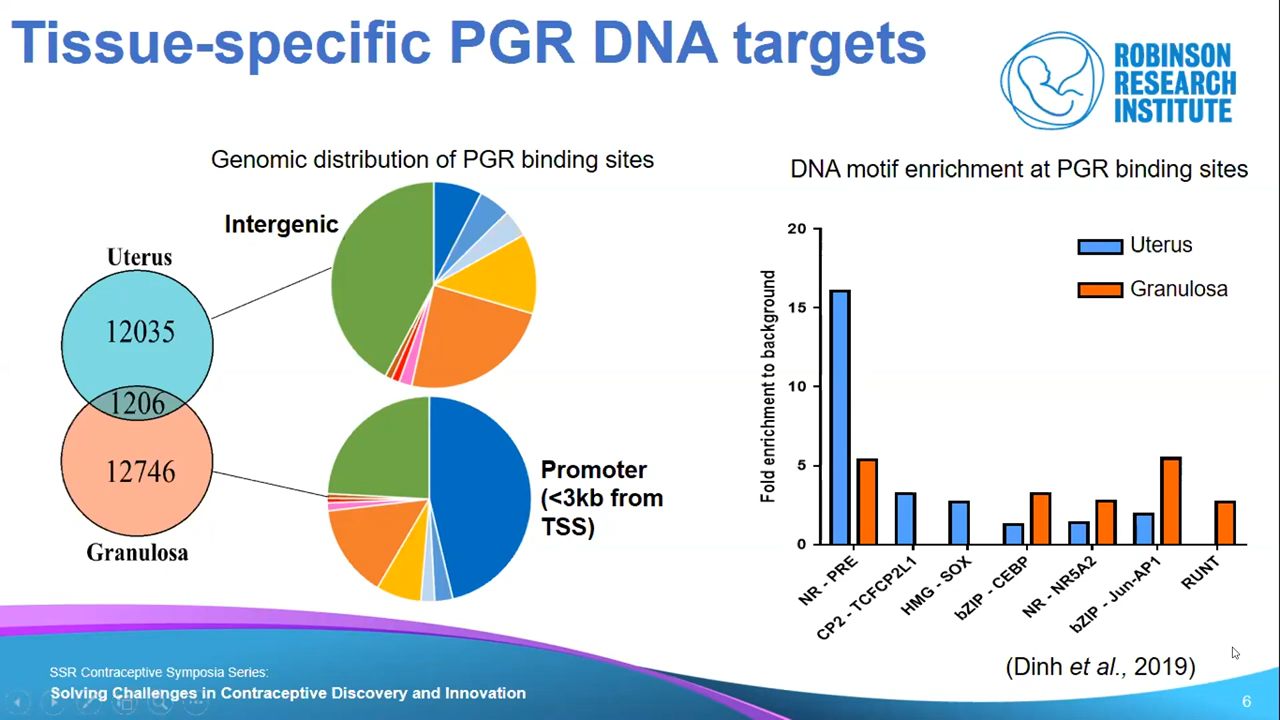 Tissue-specific PGR DNA targets
ROBINSON
RESEARCH
INSTITUTE
Genomic distribution of PGR binding sites
Intergenic
Uterus
12035
1206
12746
Granulosa
Promoter
(<3kb from
TSS)
DNA motif enrichment at PGR binding sites
Fold enrichment to background
20
15
10
5
0
Uterus
Granulosa
NR - PRE
CP2 - TCFCP2L1
HMG - SOX
bZIP - CEBP
NR - NR5A2
bZIP - Jun-AP1
RUNT
(Dinh et al., 2019)
SSR Contraceptive Symposia Series:
Solving Challenges in Contraceptive Discovery and Innovation
6